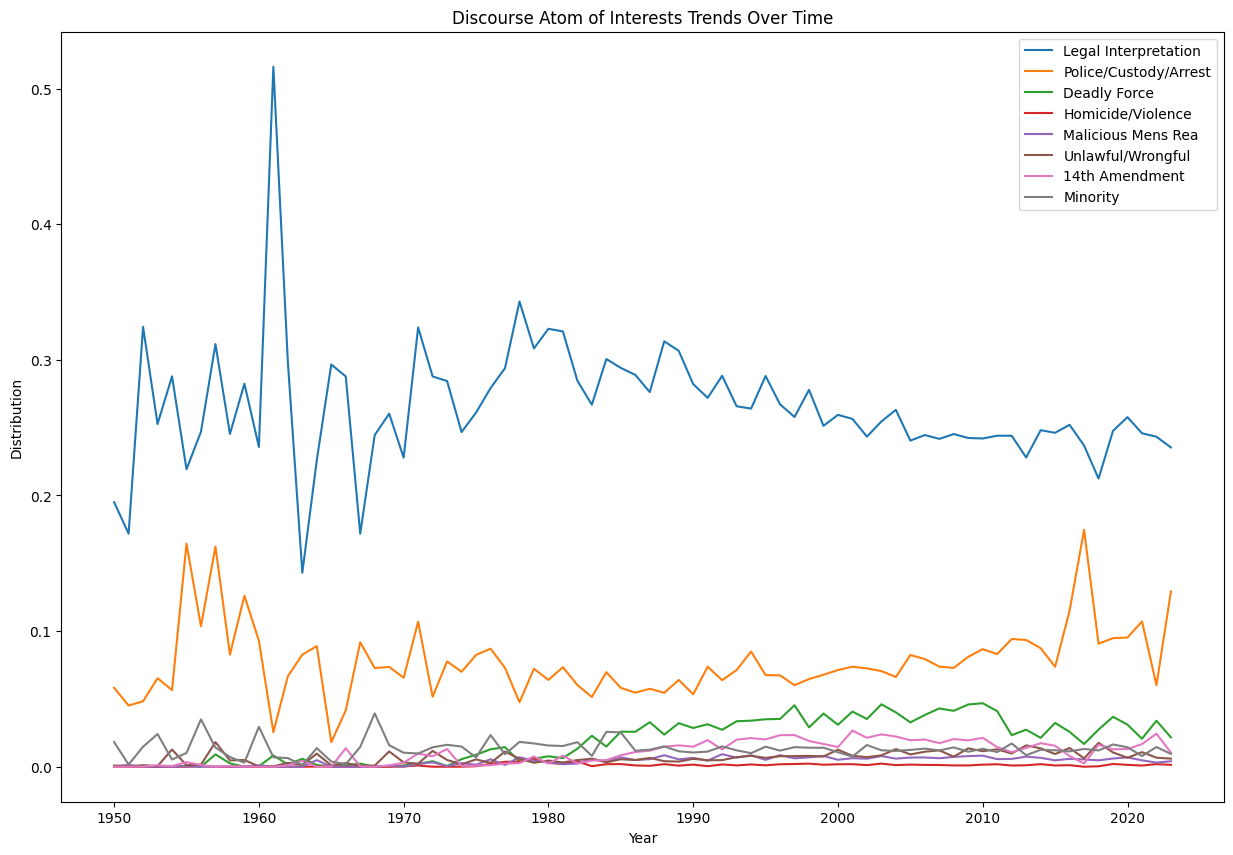 Discourse Atom of Interests Trends Over Time
Legal Interpretation
Police/Custody/Arrest
Deadly Force
Homicide/Violence
Malicious Mens Rea
Unlawful/Wrongful
14th Amendment
Minority
Distribution
0.5
0.4
0.3
0.2
0.1
0.0
1950 1960 1970 1980 1990 2000 2010 2020
Year